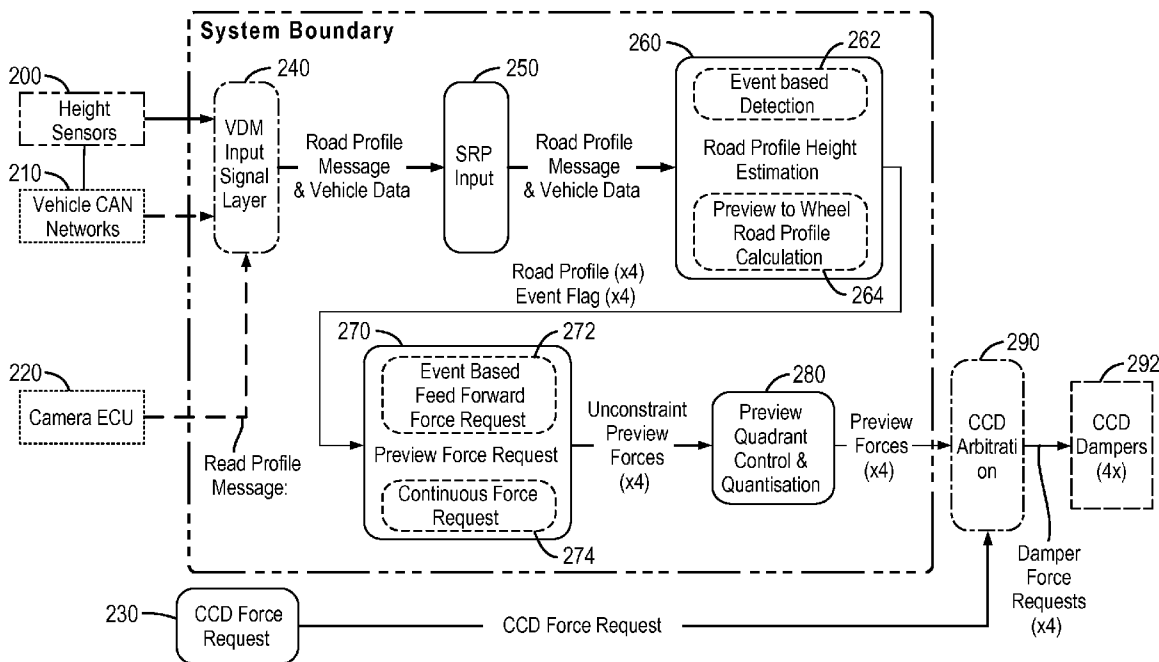 System Boundary
200
Height
Sensors
210
Vehicle CAN
Networks
220
Camera ECU
240
VDM
Input
Signal
Layer
Road Profile
Message
& Vehicle Data
250
SRP
Input
Road Profile
Message
& Vehicle Data
260
262
Event based
Detection
Road Profile Height
Estimation
Preview to Wheel
Road Profile
Calculation
264
Road Profile (x4)
Event Flag (x4)
Read Profile
Message:
270
272
Event Based
Feed Forward
Force Request
Preview Force Request
Continuous Force
Request
274
Unconstraint
Preview
Forces
(x4)
280
Preview
Quadrant
Control &
Quantisation
Preview
Forces
(x4)
290
CCD
Arbitrati
on
292
CCD
Dampers
(4x)
Damper
Force
Requests
(x4)
230
CCD Force
Request
CCD Force Request